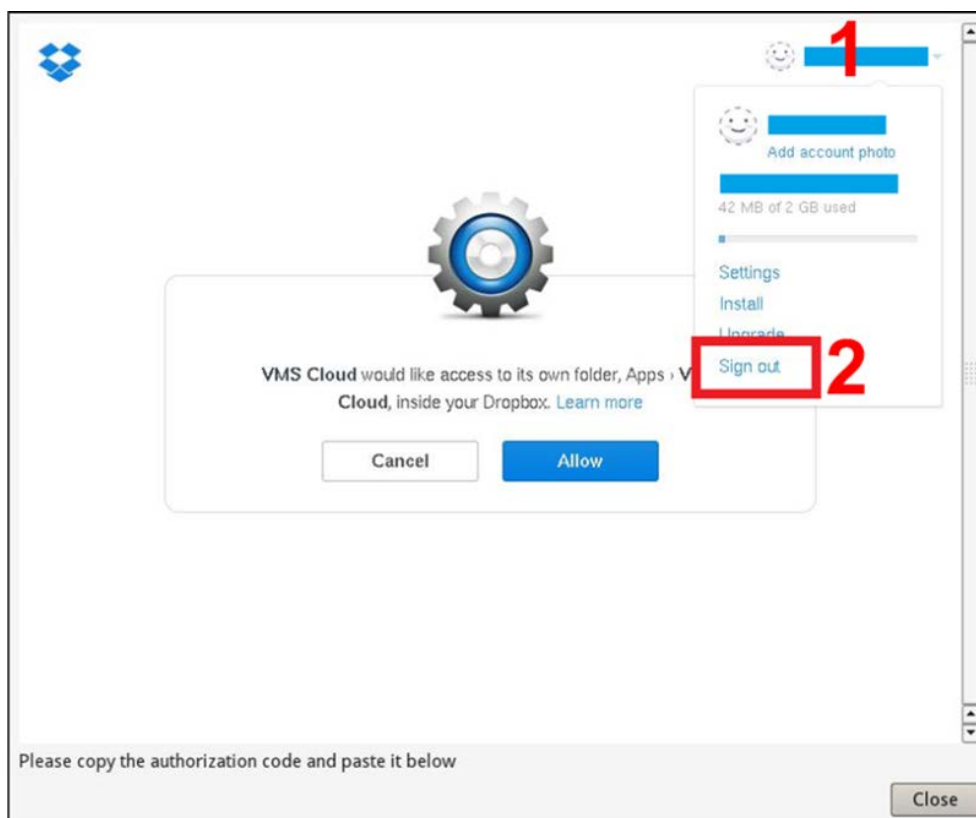 1
Add account photo
42 MB of 2 GB used
Settings
Install
Upgrade
Sign out
2
VMS Cloud would like access to its own folder, Apps › V
Cloud, inside your Dropbox. Learn more
Cancel
Allow
Please copy the authorization code and paste it below
Close